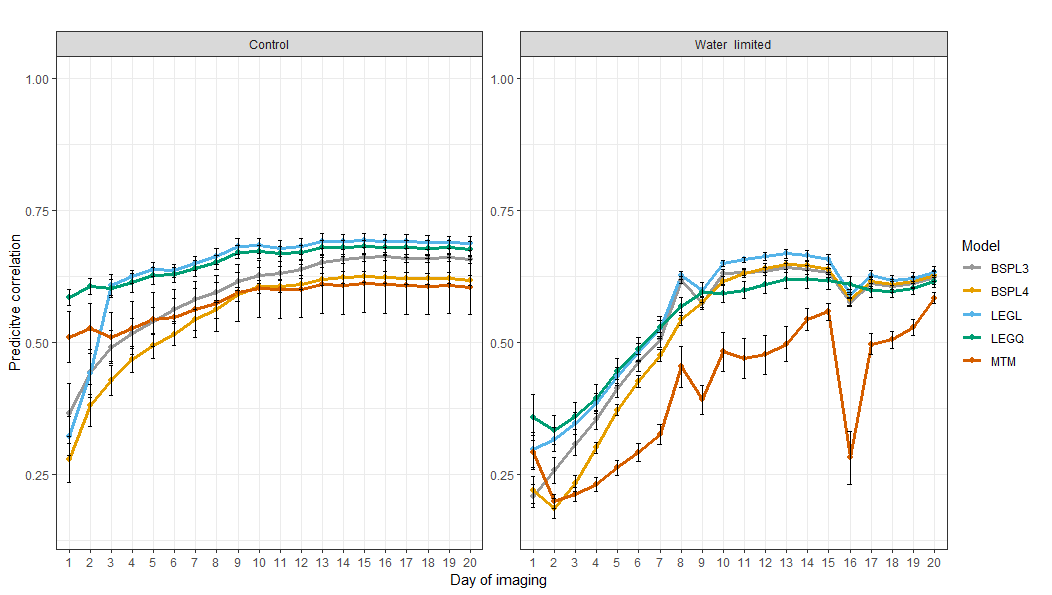 Control
Water limited
1.00
0.75
0.50
0.25
1.00
0.75
0.50
0.25
Predicitve correlation
1 2 3 4 5 6 7 8 9 10 11 12 13 14 15 16 17 18 19 20
1 2 3 4 5 6 7 8 9 10 11 12 13 14 15 16 17 18 19 20
Day of imaging
Model
BSPL3
BSPL4
LEGL
LEGQ
MTM